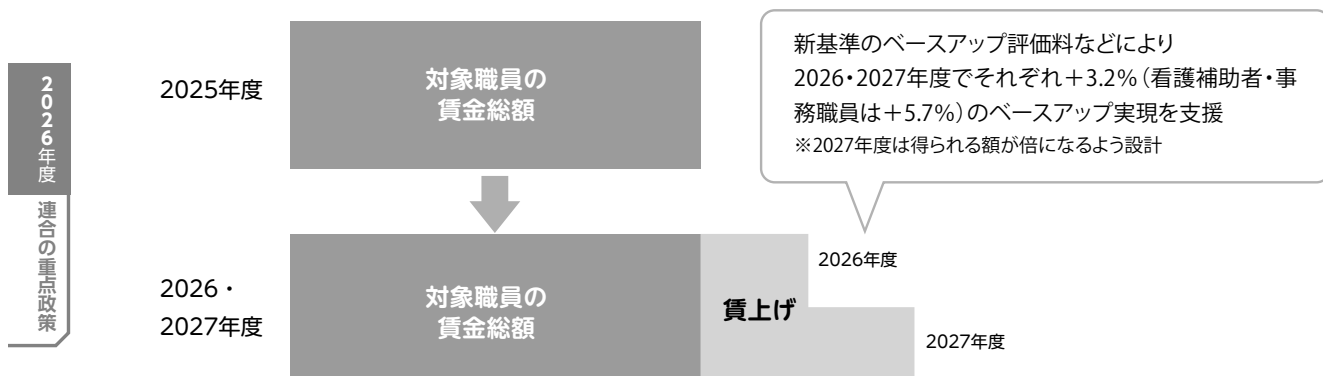 2026年度
連合の重点政策
2025年度
対象職員の
賃金総額
新基準のベースアップ評価料などにより
2026・2027年度でそれぞれ+3.2%(看護補助者・事
務職員は+5.7%)のベースアップ実現を支援
※2027年度は得られる額が倍になるよう設計
2026・
2027年度
対象職員の
賃金総額
賃上げ
2026年度
2027年度